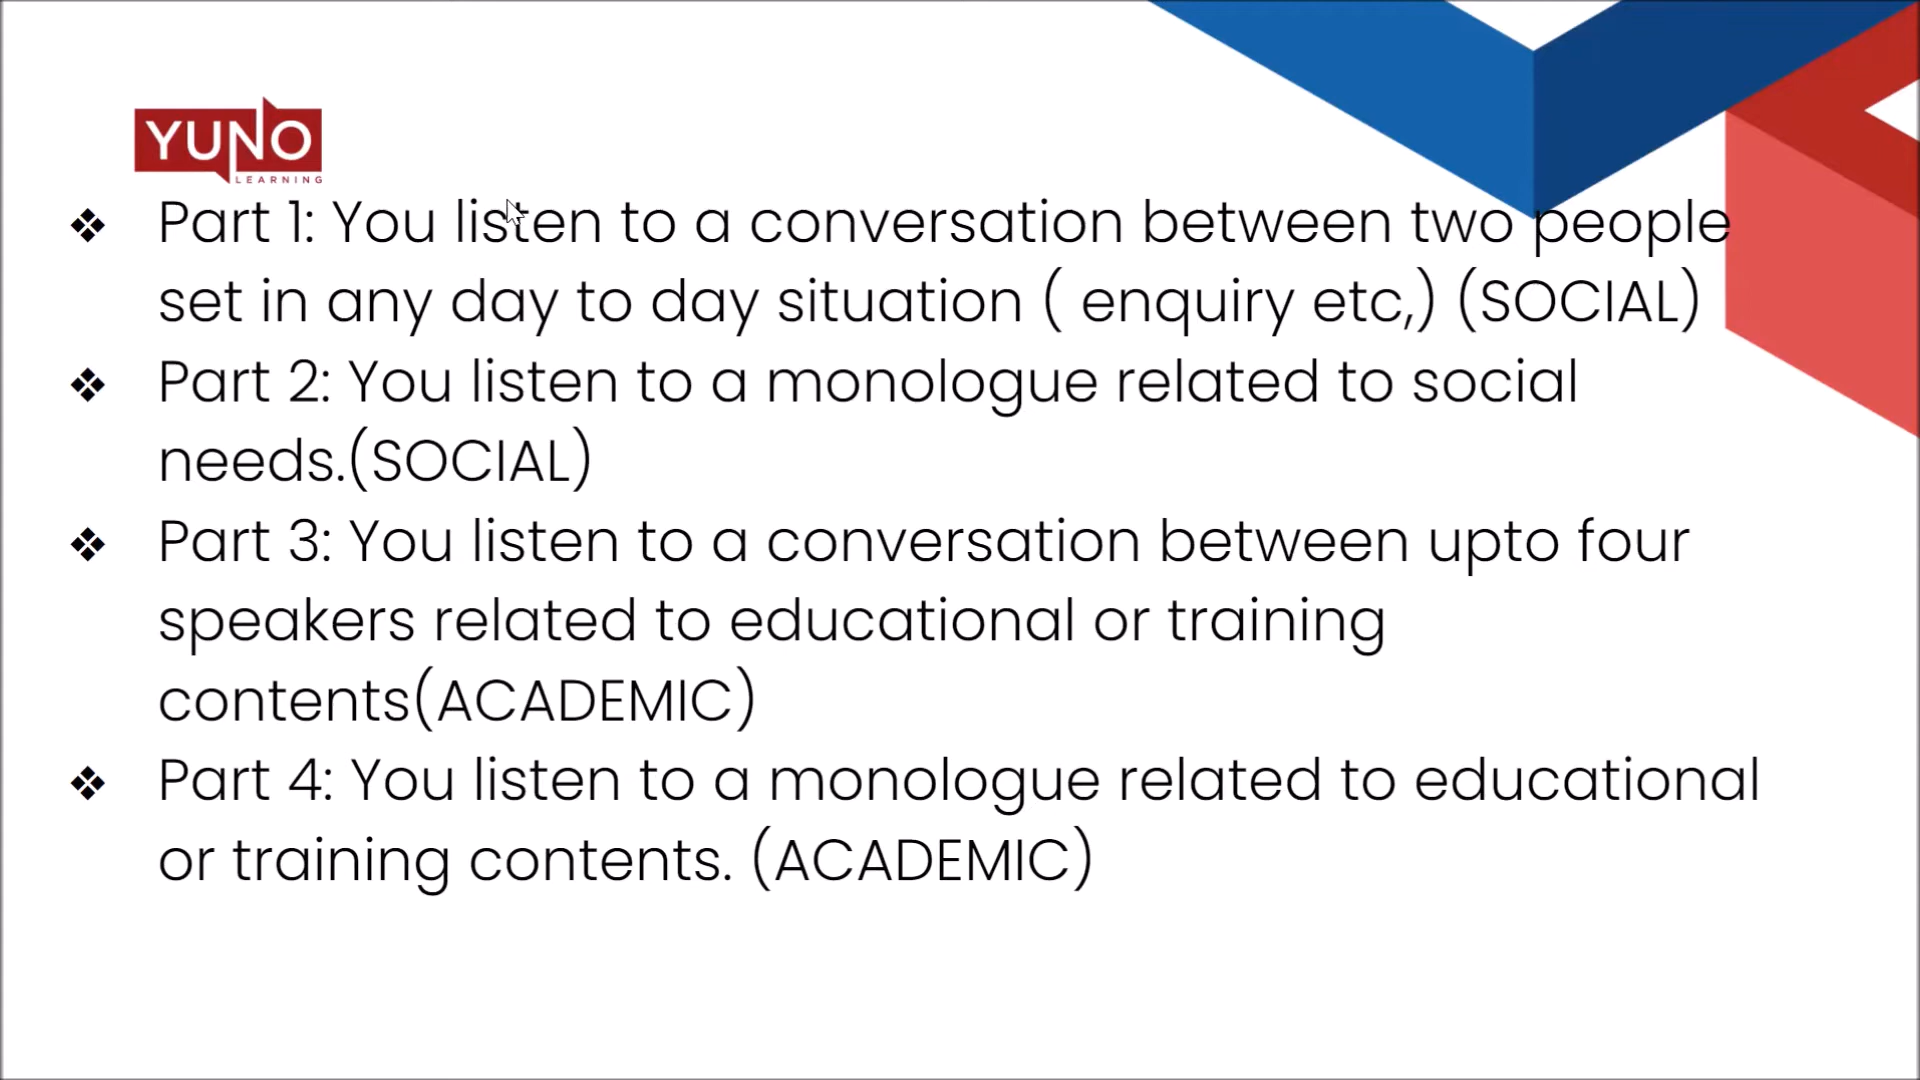 YUNO
LEARNING
❖ Part 1: You listen to a conversation between two people
set in any day to day situation ( enquiry etc,) (SOCIAL)
❖ Part 2: You listen to a monologue related to social
needs.(SOCIAL)
❖ Part 3: You listen to a conversation between upto four
speakers related to educational or training
contents(ACADEMIC)
❖ Part 4: You listen to a monologue related to educational
or training contents. (ACADEMIC)